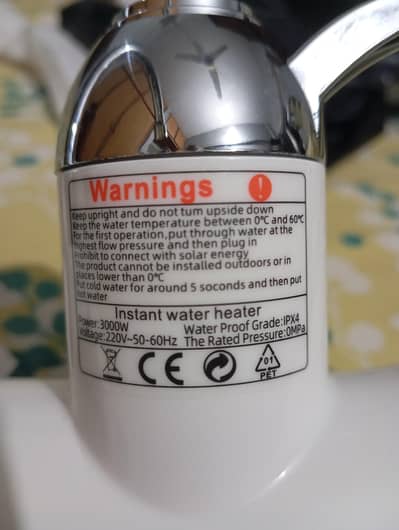 Warnings !
Keep upright and do not tum upside down
Keep the water temperature between 0℃ and 60℃
For the first operation,put through water at the
highest flow pressure and then plug in
Prohibit to connect with solar energy
The product cannot be installed outdoors or in
places lower than 0℃
Put cold water for around 5 soconds and then put
hot water
Instant water heater
Power:3000W Water Proof Grade:IPX4
Voltage:220V~50-60Hz The Rated Pressure:0MPa
CE 01
PET